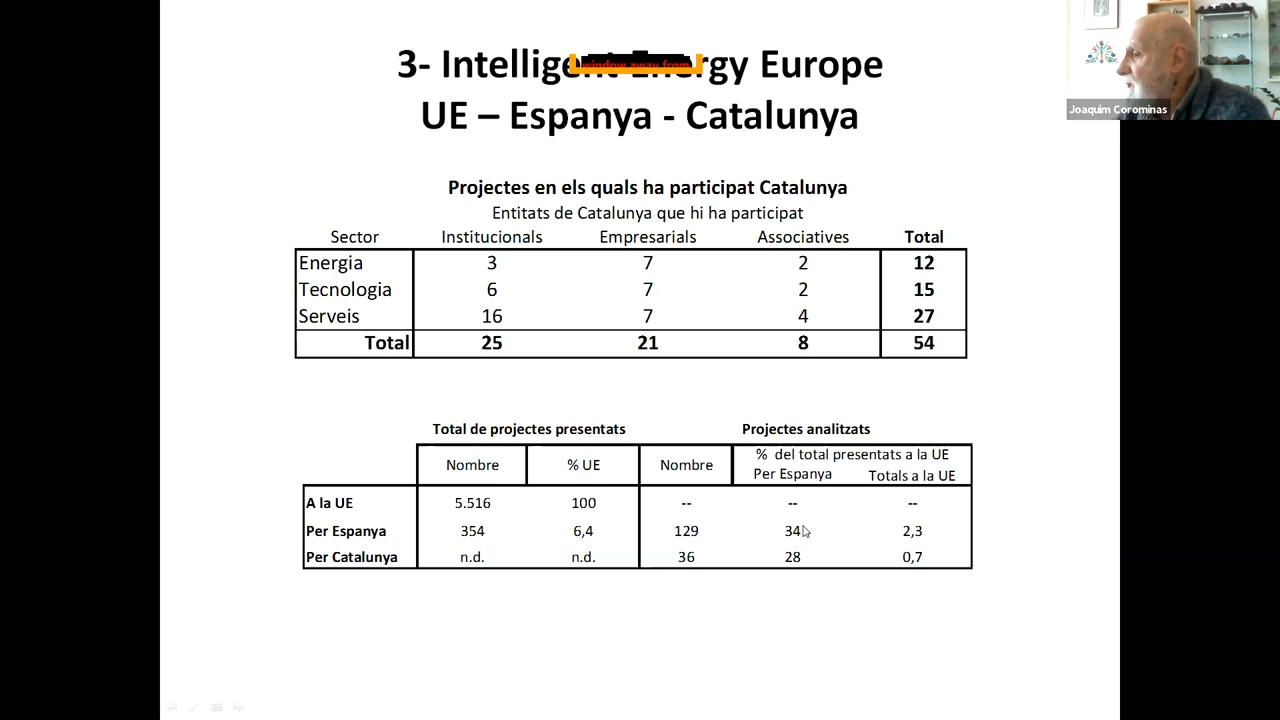 3- Intelligent Energy Europe
window away from
UE – Espanya - Catalunya
Joaquim Corominas
Projectes en els quals ha participat Catalunya
Entitats de Catalunya que hi ha participat
Sector Institucionals Empresarials Associatives Total
Energia 3 7 2 12
Tecnologia 6 7 2 15
Serveis 16 7 4 27
Total 25 21 8 54
Total de projectes presentats Projectes analitzats
Nombre % UE Nombre % del total presentats a la UE
Per Espanya Totals a la UE
A la UE 5.516 100 -- -- --
Per Espanya 354 6,4 129 34 2,3
Per Catalunya n.d. n.d. 36 28 0,7